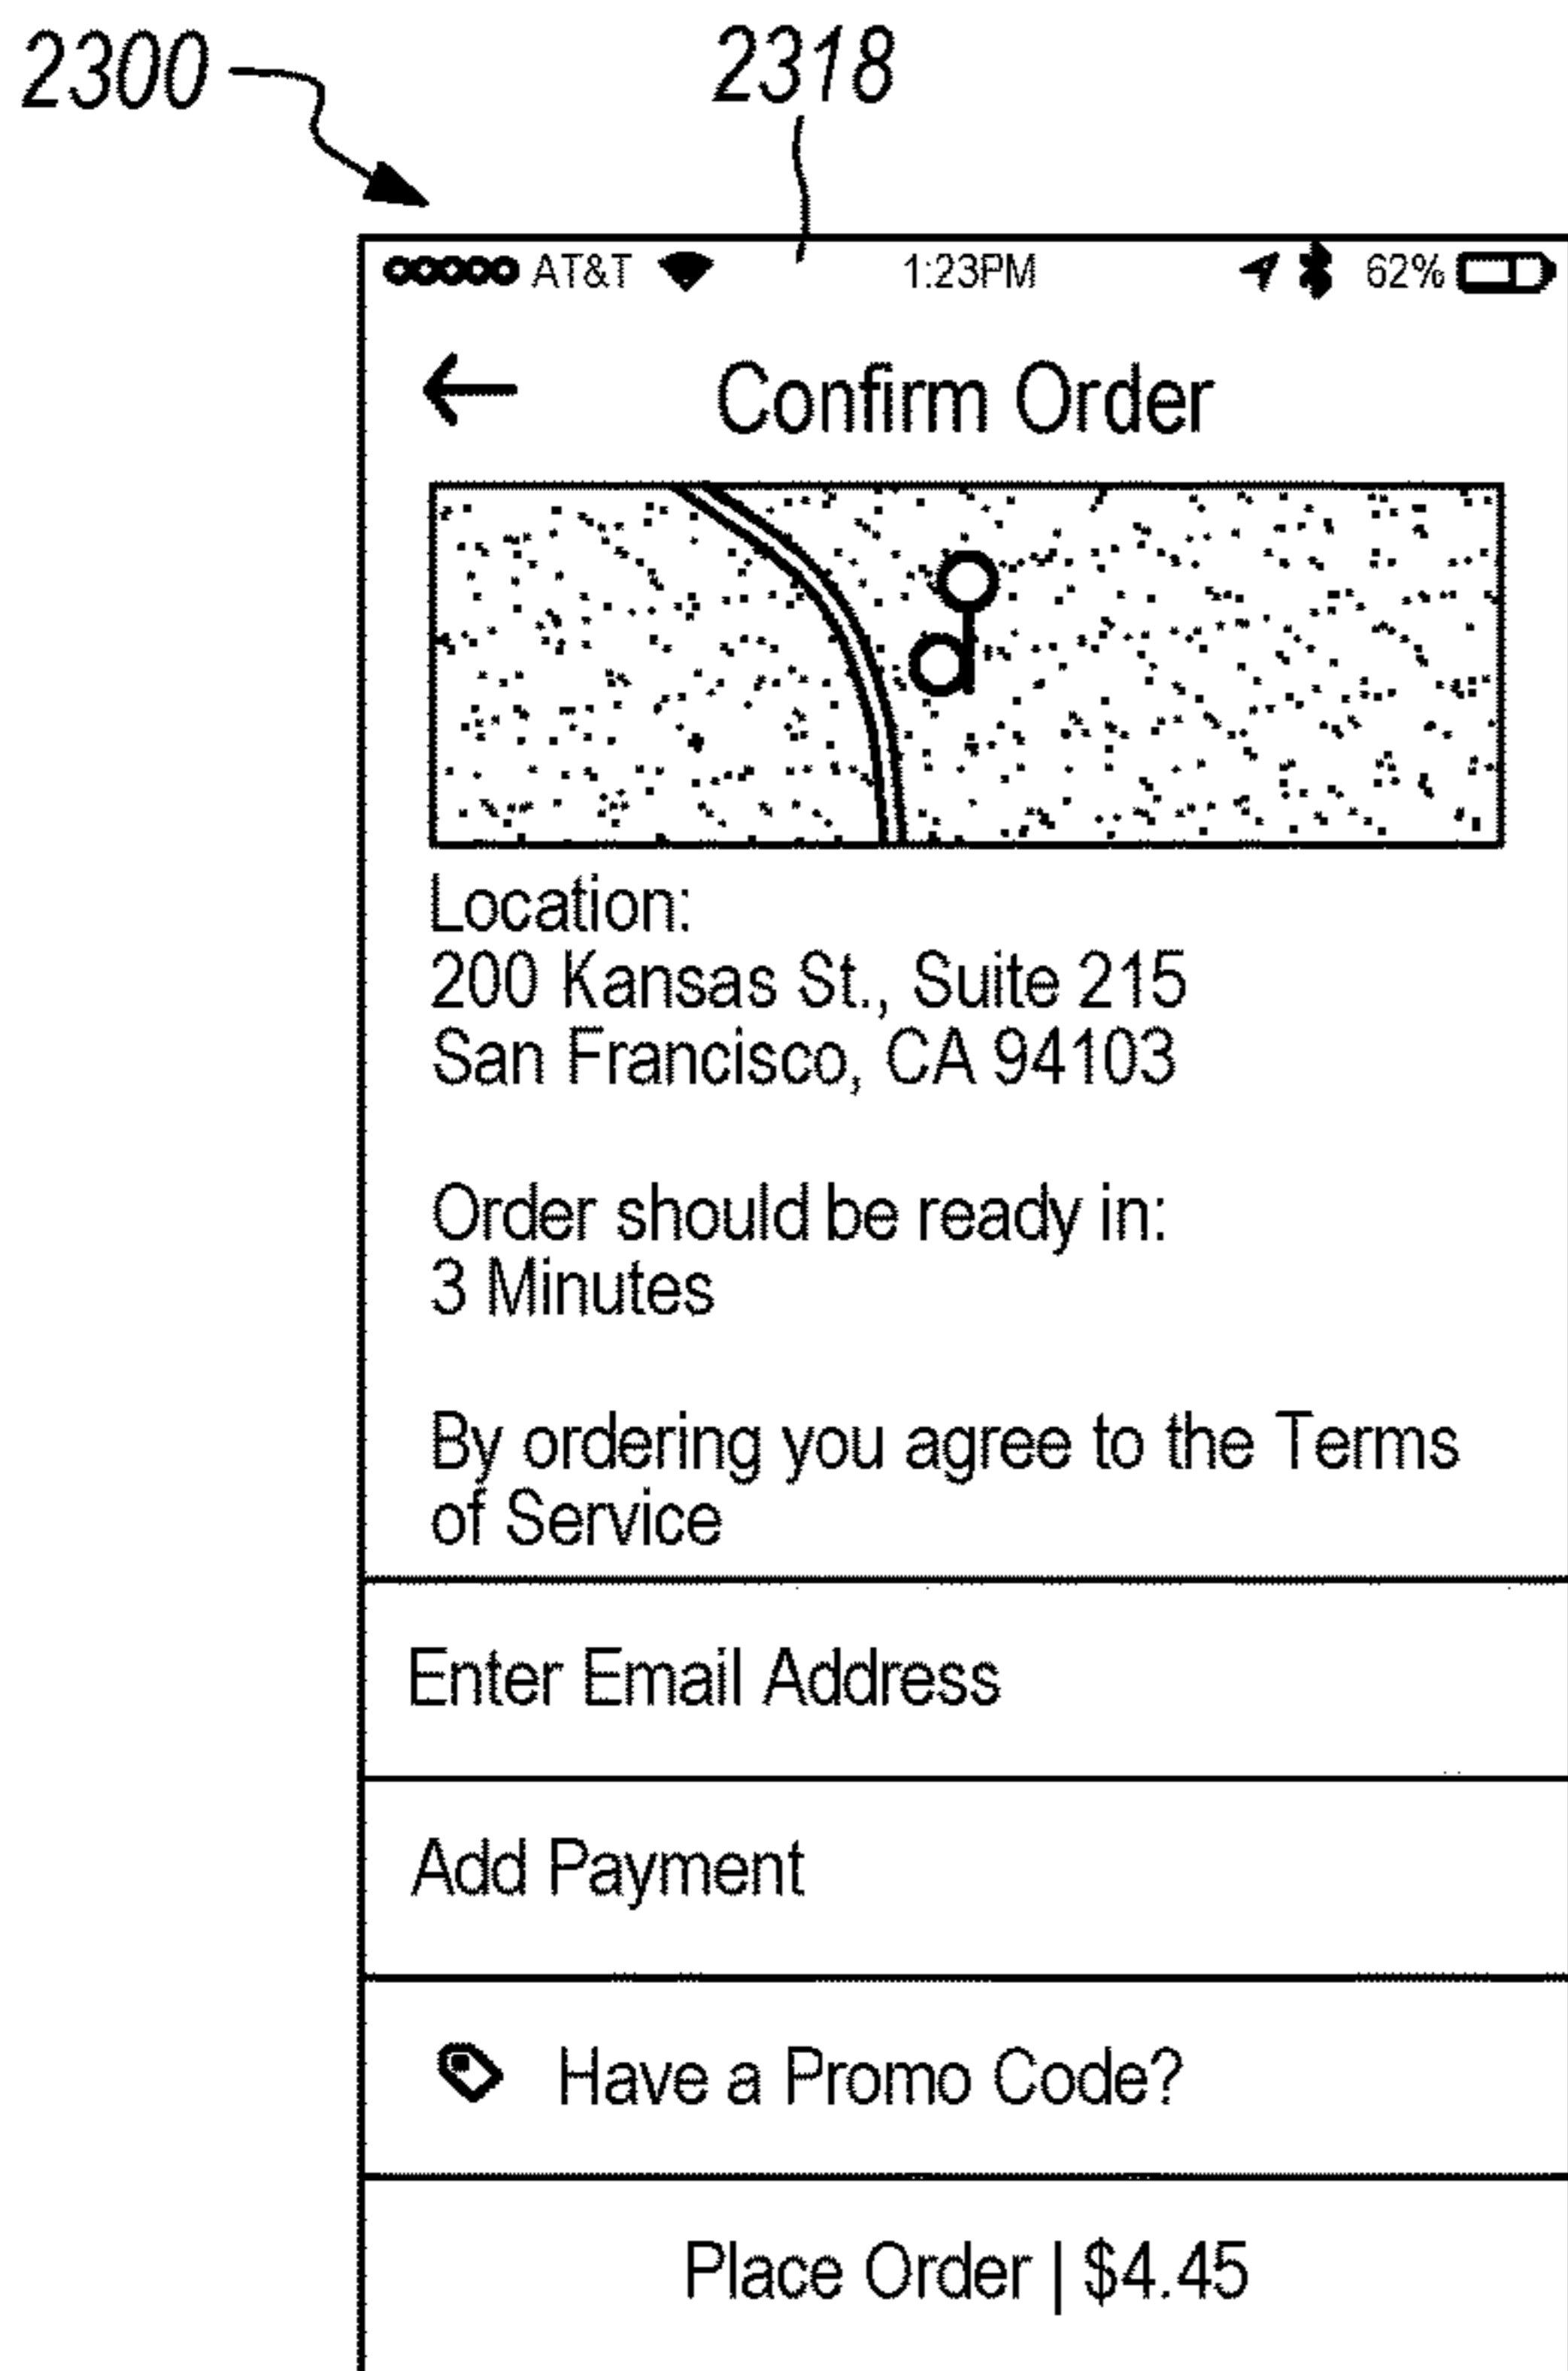 2300
2318
AT&T 1:23PM 62%
Confirm Order
Location:
200 Kansas St., Suite 215
San Francisco, CA 94103
Order should be ready in:
3 Minutes
By ordering you agree to the Terms
of Service
Enter Email Address
Add Payment
Have a Promo Code?
Place Order | $4.45